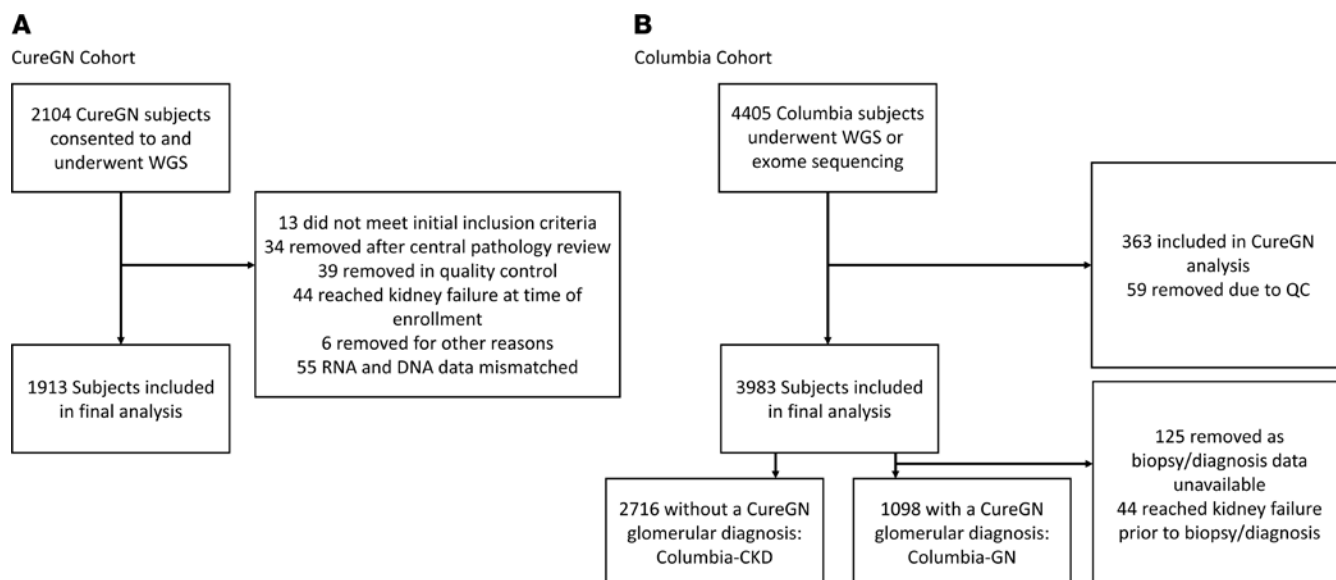 A
CureGN Cohort
2104 CureGN subjects
consented to and
underwent WGS
13 did not meet initial inclusion criteria
34 removed after central pathology review
39 removed in quality control
44 reached kidney failure at time of
enrollment
6 removed for other reasons
55 RNA and DNA data mismatched
1913 Subjects included
in final analysis
B
Columbia Cohort
4405 Columbia subjects
underwent WGS or
exome sequencing
363 included in CureGN
analysis
59 removed due to QC
3983 Subjects included
in final analysis
125 removed as
biopsy/diagnosis data
unavailable
44 reached kidney failure
prior to biopsy/diagnosis
2716 without a CureGN
glomerular diagnosis:
Columbia-CKD
1098 with a CureGN
glomerular diagnosis:
Columbia-GN